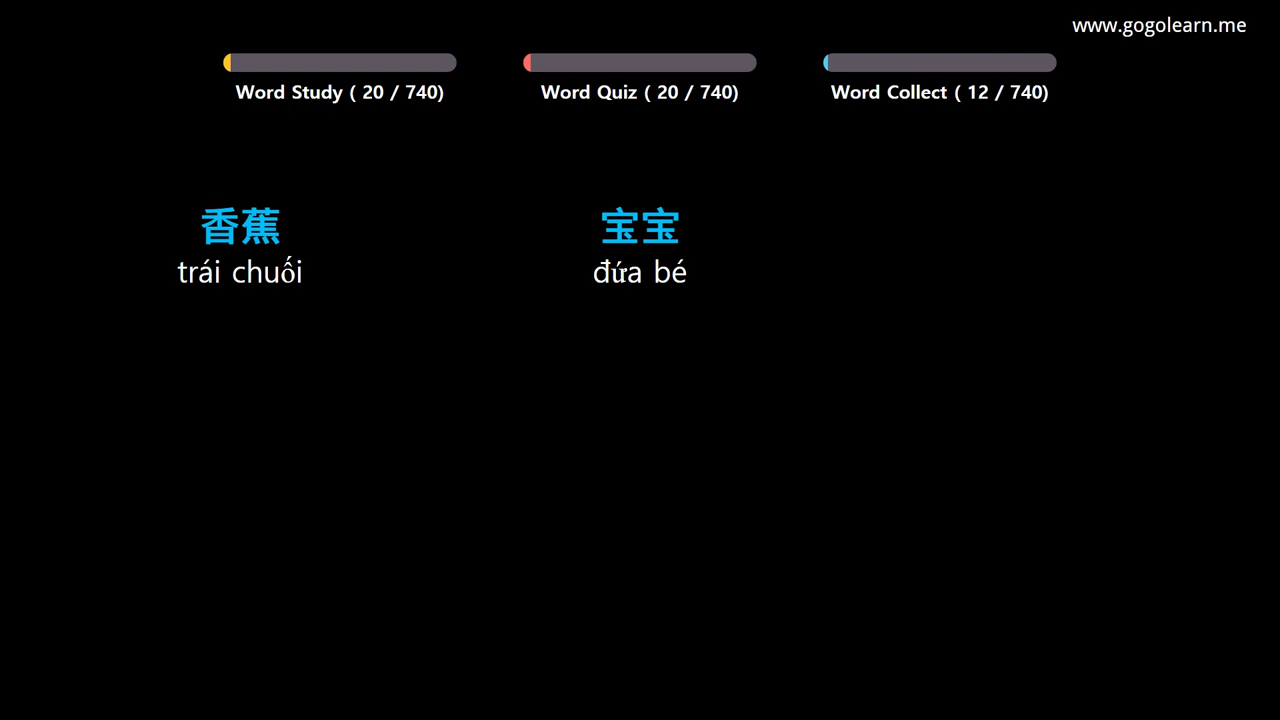 www.gogolearn.me
Word Study ( 20 / 740)
Word Quiz ( 20 / 740)
Word Collect ( 12 / 740)
香蕉
trái chuối
宝宝
đứa bé